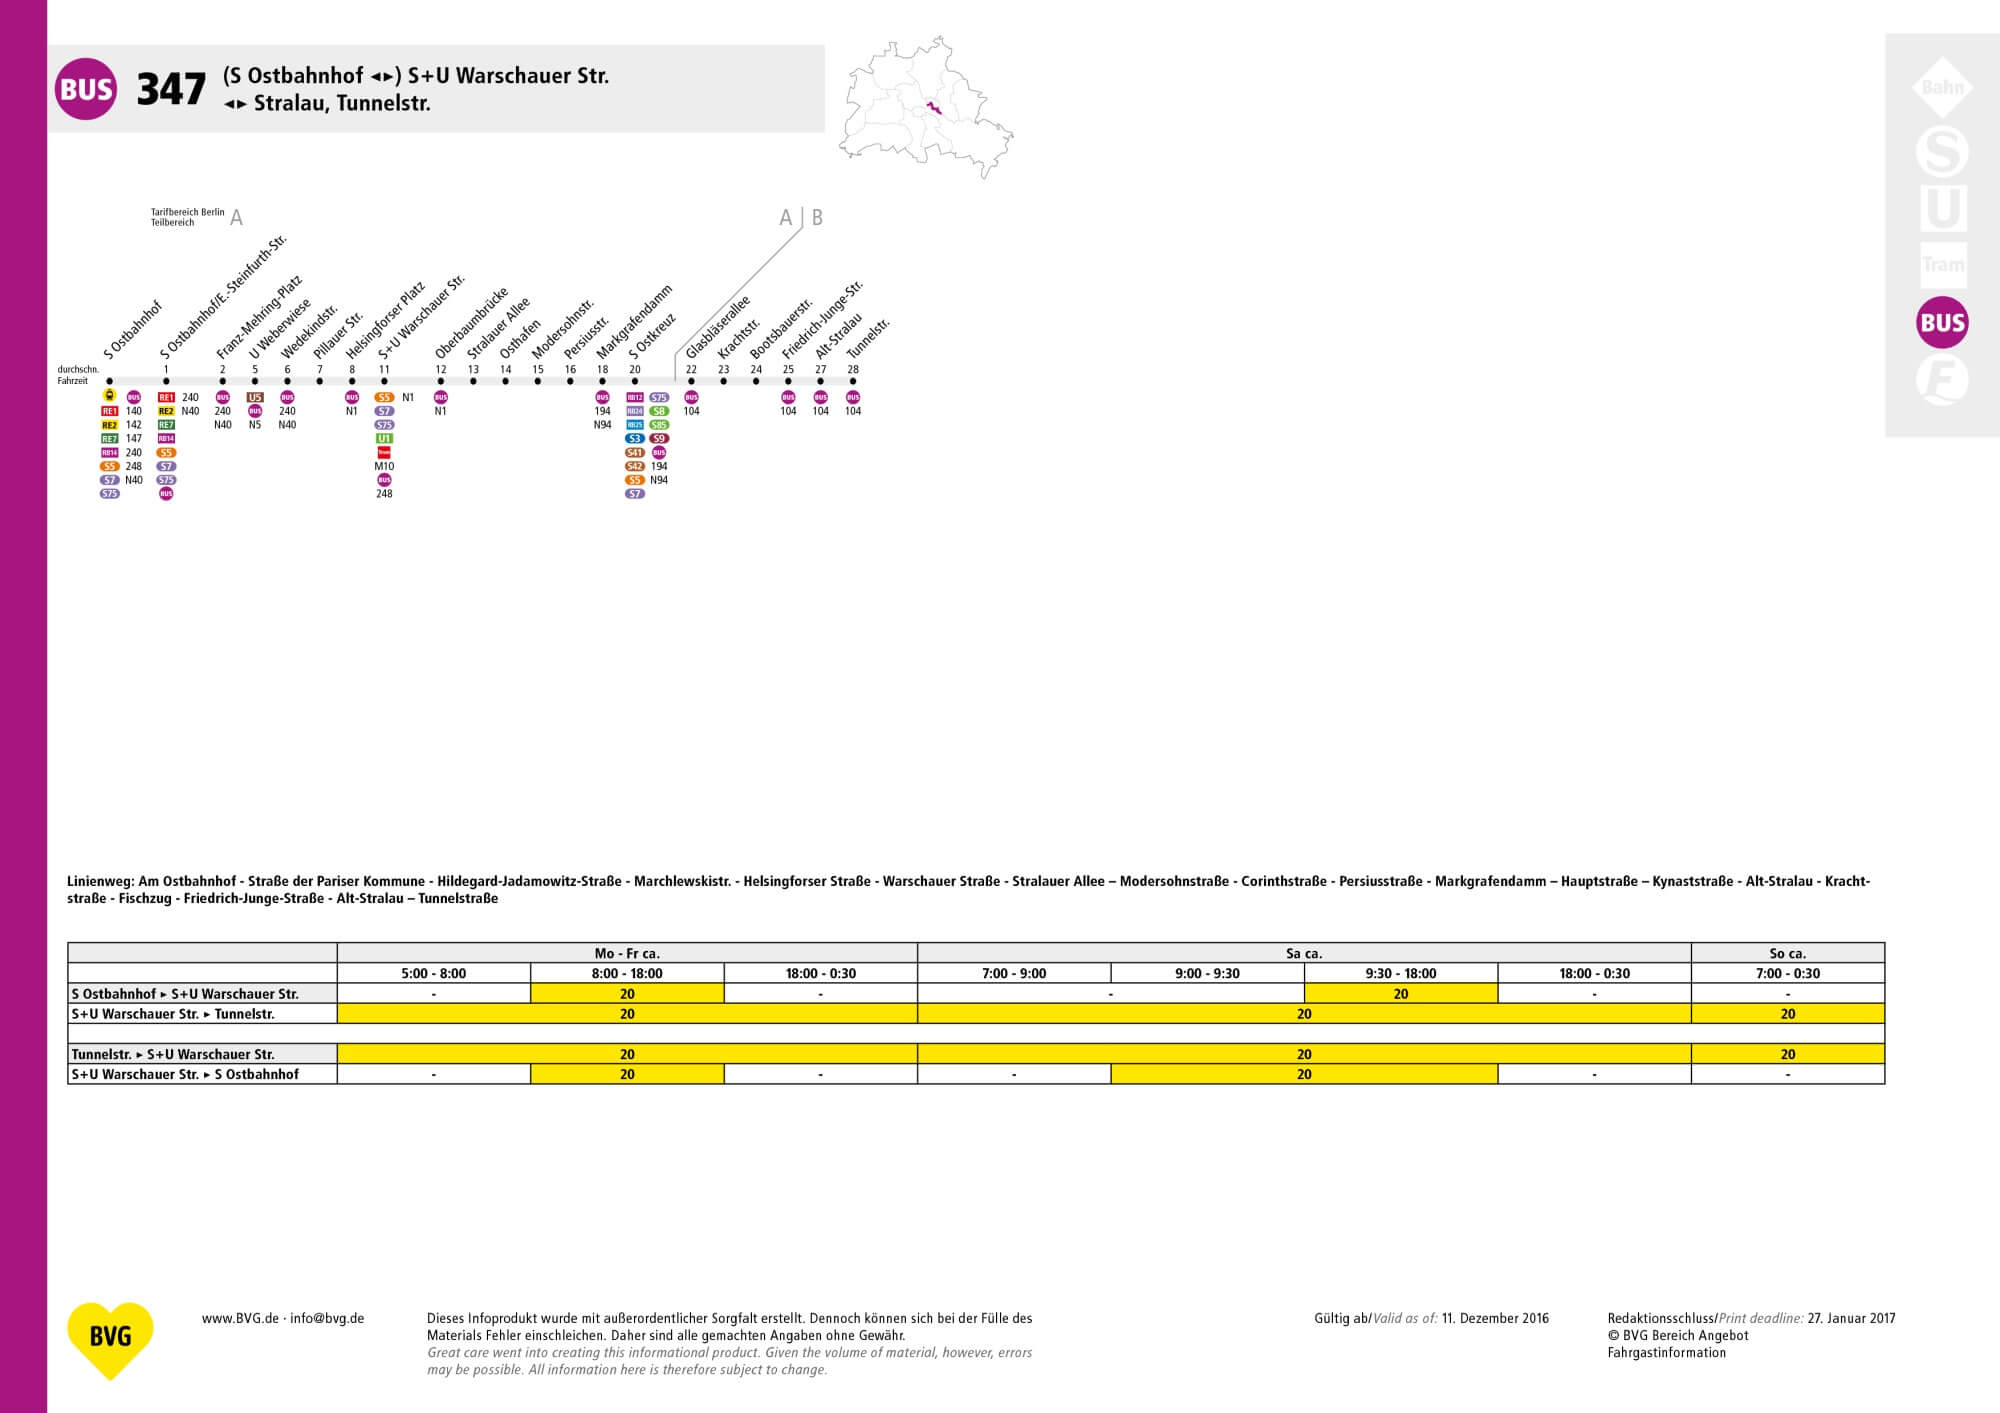 BUS 347 (S Ostbahnhof ◂▸) S+U Warschauer Str.
◂▸ Stralau, Tunnelstr.
Bahn
S
U
Tram
BUS
F
Tarifbereich Berlin
Teilbereich A
A B
S Ostbahnhof
S Ostbahnhof/E.-Steinfurth-Str.
Franz-Mehring-Platz
U Weberwiese
Wedekindstr.
Pillauer Str.
Helsingforser Platz
S+U Warschauer Str.
Oberbaumbrücke
Stralauer Allee
Osthafen
Modersohnstr.
Persiusstr.
Markgrafendamm
S Ostkreuz
Glasbläserallee
Krachtstr.
Bootsbauerstr.
Friedrich-Junge-Str.
Alt-Stralau
Tunnelstr.
durchschn.
Fahrzeit
1 2 5 6 7 8 11 12 13 14 15 16 18 20 22 23 24 25 27 28
BUS RE1 240 BUS U5 BUS BUS S5 N1 BUS BUS RB12 S75 BUS BUS BUS BUS
RE1 140 RE2 N40 240 BUS 240 N1 S7 N1 194 RB24 S8 104 104 104 104
RE2 142 RE7 N40 N5 N40 S75 N94 RB25 S85
RE7 147 RB14 U1 S3 S9
RB14 240 S5 Tram S41 BUS
S5 248 S7 M10 S42 194
S7 N40 S75 BUS S5 N94
S75 BUS 248 S7
Linienweg: Am Ostbahnhof - Straße der Pariser Kommune - Hildegard-Jadamowitz-Straße - Marchlewskistr. - Helsingforser Straße - Warschauer Straße - Stralauer Allee – Modersohnstraße - Corinthstraße - Persiusstraße - Markgrafendamm – Hauptstraße – Kynaststraße - Alt-Stralau - Kracht-
straße - Fischzug - Friedrich-Junge-Straße - Alt-Stralau – Tunnelstraße
Mo - Fr ca. Sa ca. So ca.
5:00 - 8:00 8:00 - 18:00 18:00 - 0:30 7:00 - 9:00 9:00 - 9:30 9:30 - 18:00 18:00 - 0:30 7:00 - 0:30
S Ostbahnhof ▸ S+U Warschauer Str. - 20 - - 20 - -
S+U Warschauer Str. ▸ Tunnelstr. 20 20 20
Tunnelstr. ▸ S+U Warschauer Str. 20 20 20
S+U Warschauer Str. ▸ S Ostbahnhof - 20 - - 20 - -
BVG
www.BVG.de · info@bvg.de
Dieses Infoprodukt wurde mit außerordentlicher Sorgfalt erstellt. Dennoch können sich bei der Fülle des
Materials Fehler einschleichen. Daher sind alle gemachten Angaben ohne Gewähr.
Great care went into creating this informational product. Given the volume of material, however, errors
may be possible. All information here is therefore subject to change.
Gültig ab/Valid as of: 11. Dezember 2016
Redaktionsschluss/Print deadline: 27. Januar 2017
© BVG Bereich Angebot
Fahrgastinformation